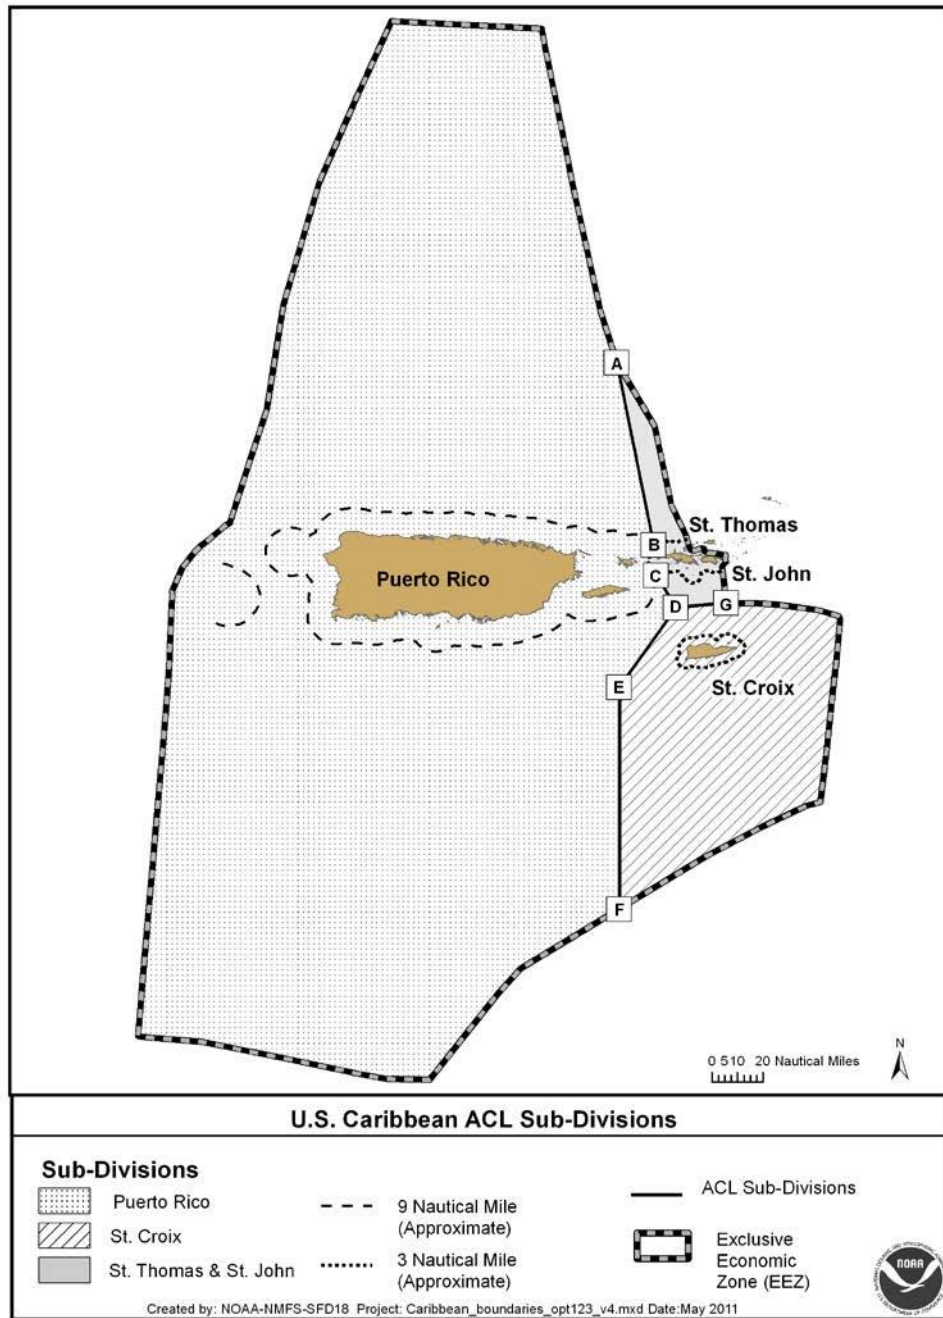 A
St. Thomas
B
C
Puerto Rico
St. John
D
G
E
St. Croix
F
N
0 510 20 Nautical Miles
U.S. Caribbean ACL Sub-Divisions
Sub-Divisions
Puerto Rico
St. Croix
St. Thomas & St. John
9 Nautical Mile
(Approximate)
3 Nautical Mile
(Approximate)
ACL Sub-Divisions
Exclusive
Economic
Zone (EEZ)
NOAA
Created by: NOAA-NMFS-SFD18 Project: Caribbean_boundaries_opt123_v4.mxd Date:May 2011